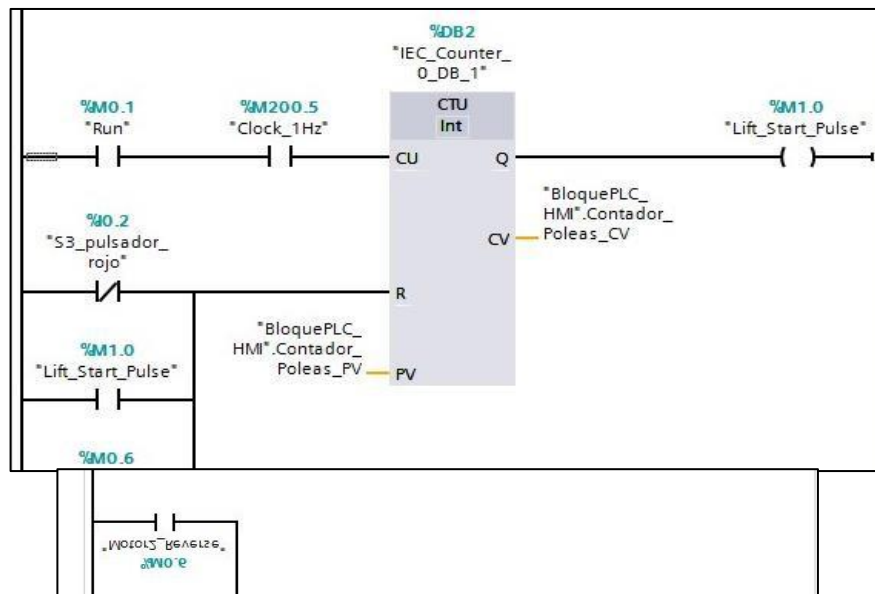 %DB2
"IEC_Counter_
0_DB_1"
CTU
Int
%M0.1
"Run"
%M200.5
"Clock_1Hz"
%M1.0
"Lift_Start_Pulse"
CU
Q
"BloquePLC_
HMI".Contador_
Poleas_CV
CV
%I0.2
"S3_pulsador_
rojo"
R
"BloquePLC_
HMI".Contador_
Poleas_PV
PV
%M1.0
"Lift_Start_Pulse"
%M0.6
"Motor2_Reverse"
%M0.6